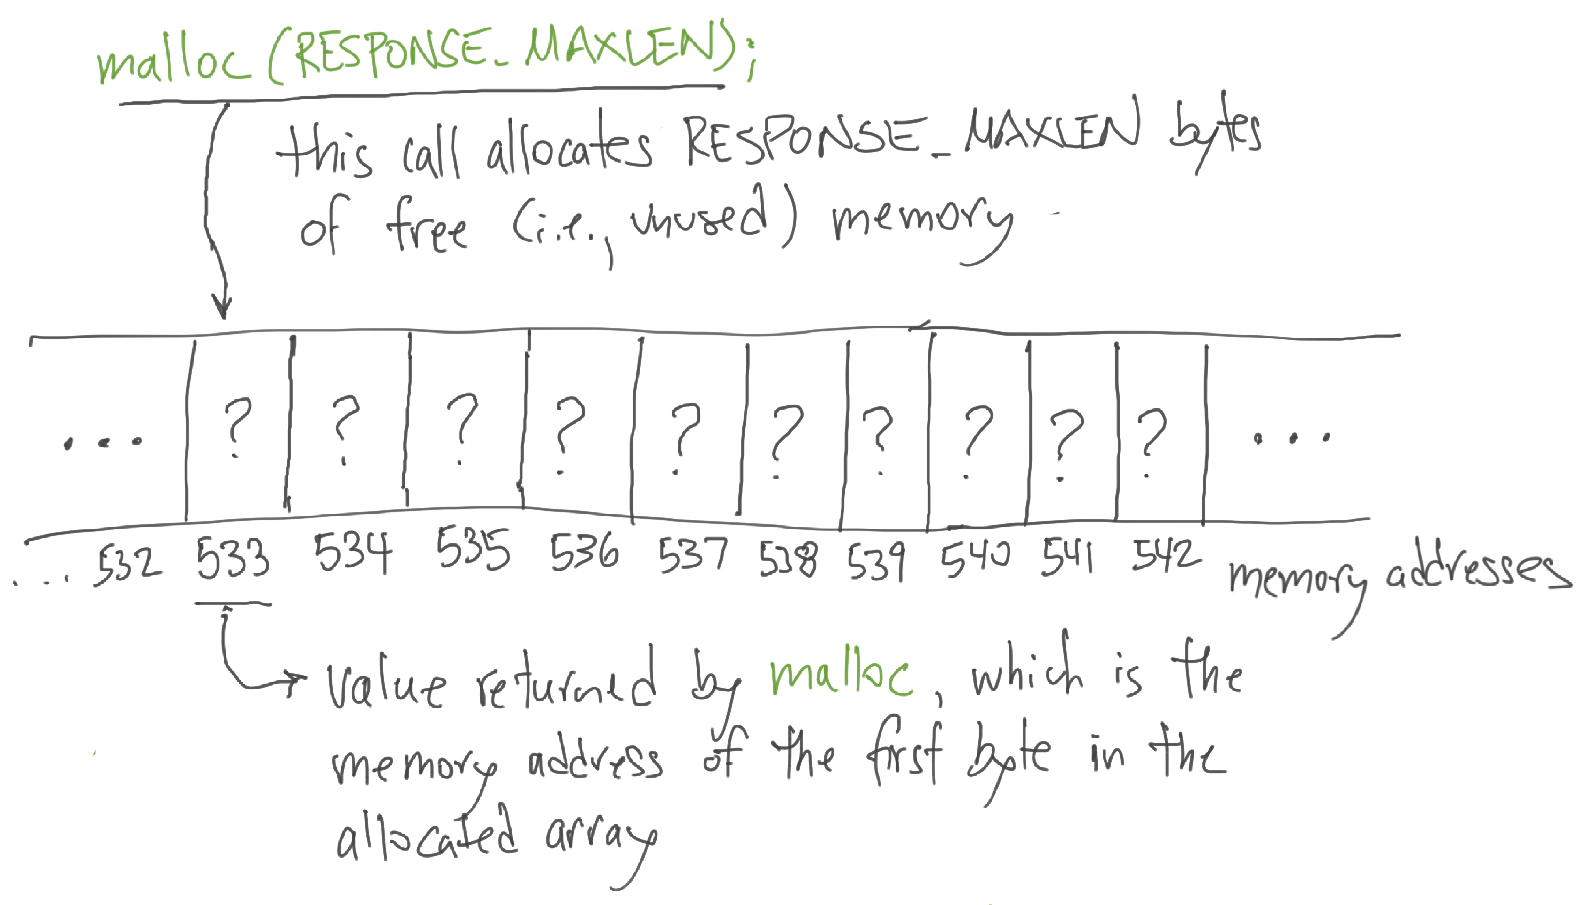 malloc (RESPONSE_MAXLEN);
this call allocates RESPONSE_MAXLEN bytes
of free (i.e., unused) memory
... ? ? ? ? ? ? ? ? ? ? ...
... 532 533 534 535 536 537 538 539 540 541 542 memory addresses
value returned by malloc, which is the
memory address of the first byte in the
allocated array